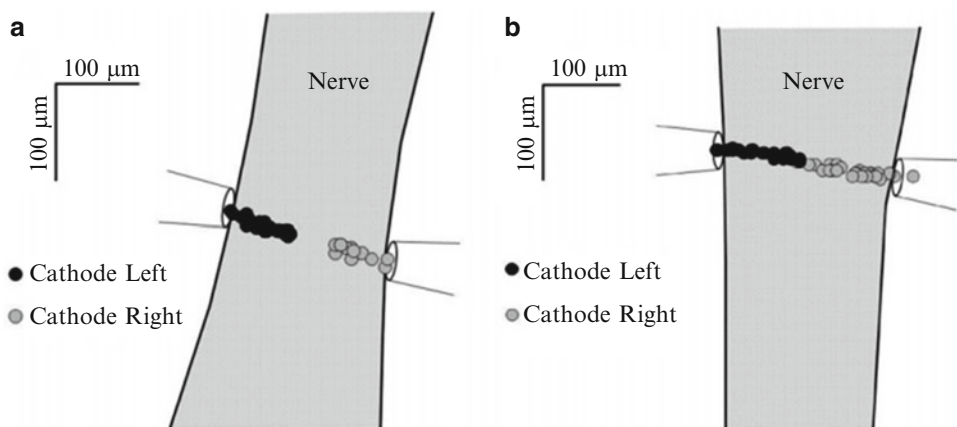 a
100 μm
100 μm
Nerve
Cathode Left
Cathode Right
b
100 μm
100 μm
Nerve
Cathode Left
Cathode Right